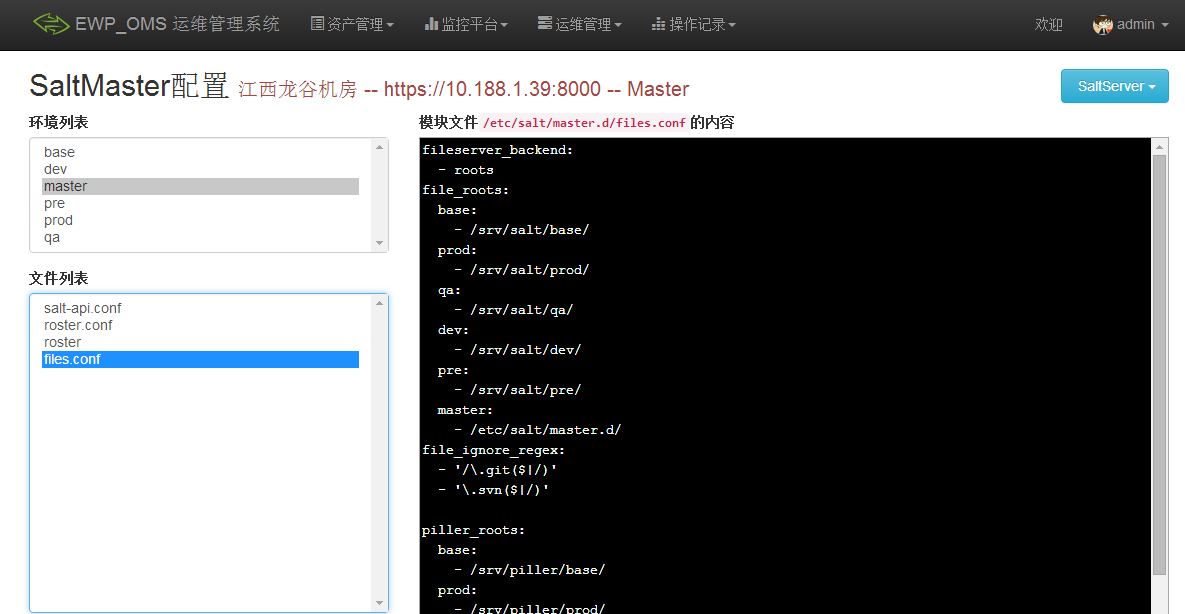 EWP_OMS 运维管理系统 资产管理 监控平台 运维管理 操作记录 欢迎 admin
SaltMaster配置 江西龙谷机房 -- https://10.188.1.39:8000 -- Master SaltServer
环境列表
base
dev
master
pre
prod
qa
文件列表
salt-api.conf
roster.conf
roster
files.conf
模块文件 /etc/salt/master.d/files.conf 的内容
fileserver_backend:
  - roots
file_roots:
  base:
    - /srv/salt/base/
  prod:
    - /srv/salt/prod/
  qa:
    - /srv/salt/qa/
  dev:
    - /srv/salt/dev/
  pre:
    - /srv/salt/pre/
  master:
    - /etc/salt/master.d/
file_ignore_regex:
  - '/\.git($|/)'
  - '\.svn($|/)'
piller_roots:
  base:
    - /srv/piller/base/
  prod:
    - /srv/piller/prod/